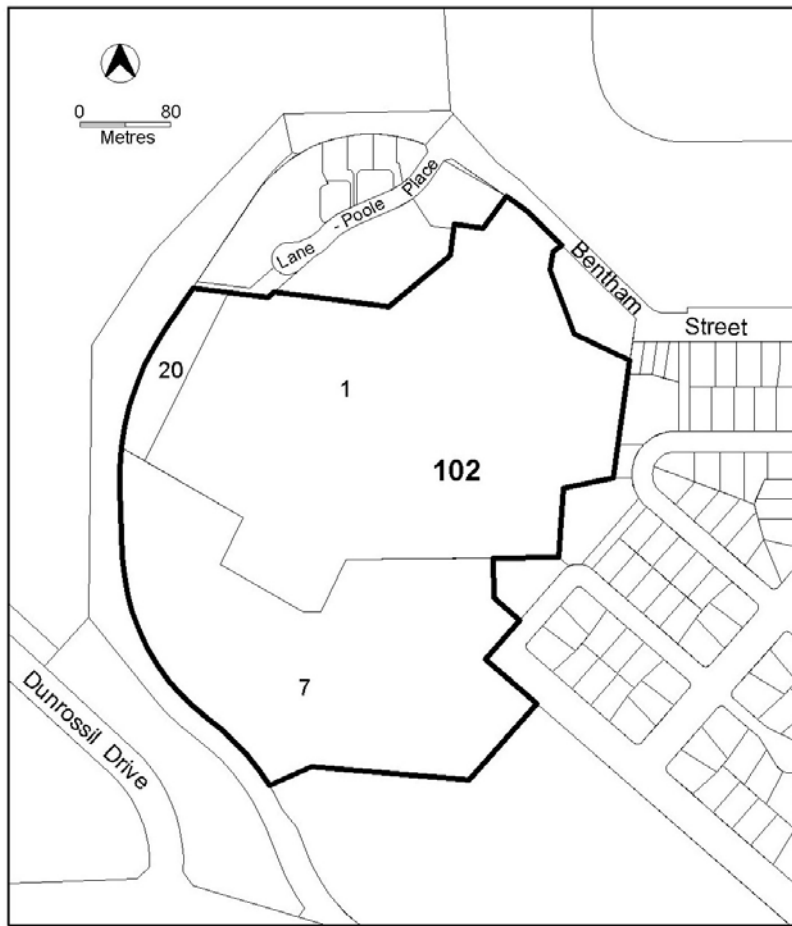 0 80
Metres
Lane - Poole Place
Bentham
Street
20
1
102
7
Dunrossil Drive